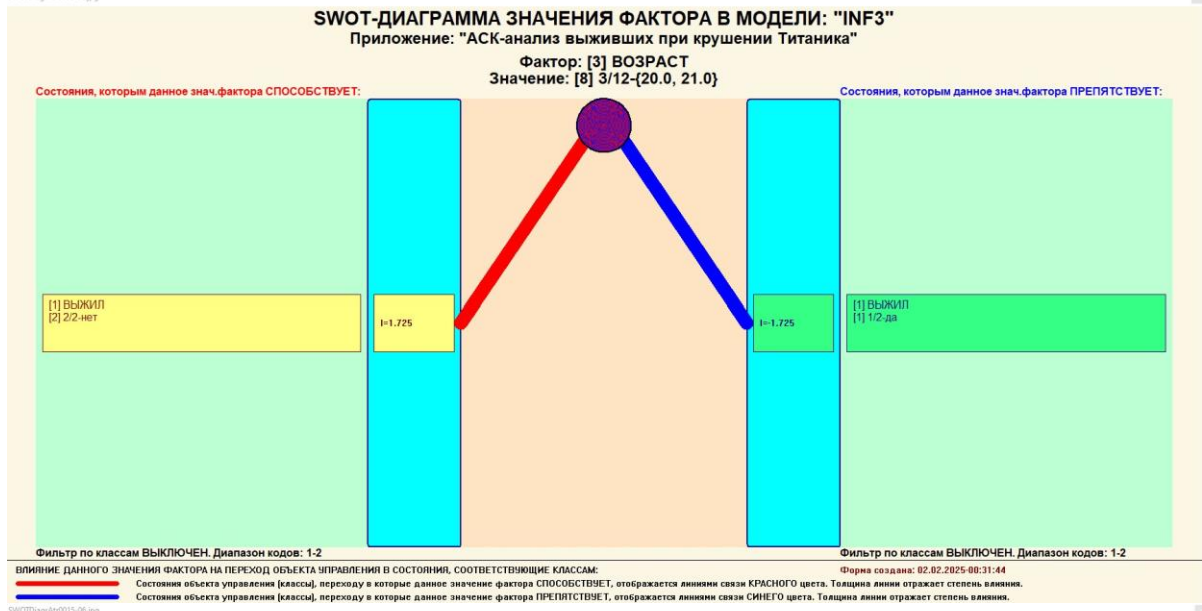 SWOT-ДИАГРАММА ЗНАЧЕНИЯ ФАКТОРА В МОДЕЛИ: "INF3"
Приложение: "АСК-анализ выживших при крушении Титаника"
Фактор: [3] ВОЗРАСТ
Значение: [8] 3/12-{20.0, 21.0}
Состояния, которым данное знач.фактора СПОСОБСТВУЕТ:
Состояния, которым данное знач.фактора ПРЕПЯТСТВУЕТ:
[1] ВЫЖИЛ
[2] 2/2-нет
I=1.725
I=-1.725
[1] ВЫЖИЛ
[1] 1/2-да
Фильтр по классам ВЫКЛЮЧЕН. Диапазон кодов: 1-2
Фильтр по классам ВЫКЛЮЧЕН. Диапазон кодов: 1-2
ВЛИЯНИЕ ДАННОГО ЗНАЧЕНИЯ ФАКТОРА НА ПЕРЕХОД ОБЪЕКТА УПРАВЛЕНИЯ В СОСТОЯНИЯ, СООТВЕТСТВУЮЩИЕ КЛАССАМ:
Форма создана: 02.02.2025-00:31:44
Состояния объекта управления (классы), переходу в которые данное значение фактора СПОСОБСТВУЕТ, отображается линиями связи КРАСНОГО цвета. Толщина линии отражает степень влияния.
Состояния объекта управления (классы), переходу в которые данное значение фактора ПРЕПЯТСТВУЕТ, отображается линиями связи СИНЕГО цвета. Толщина линии отражает степень влияния.